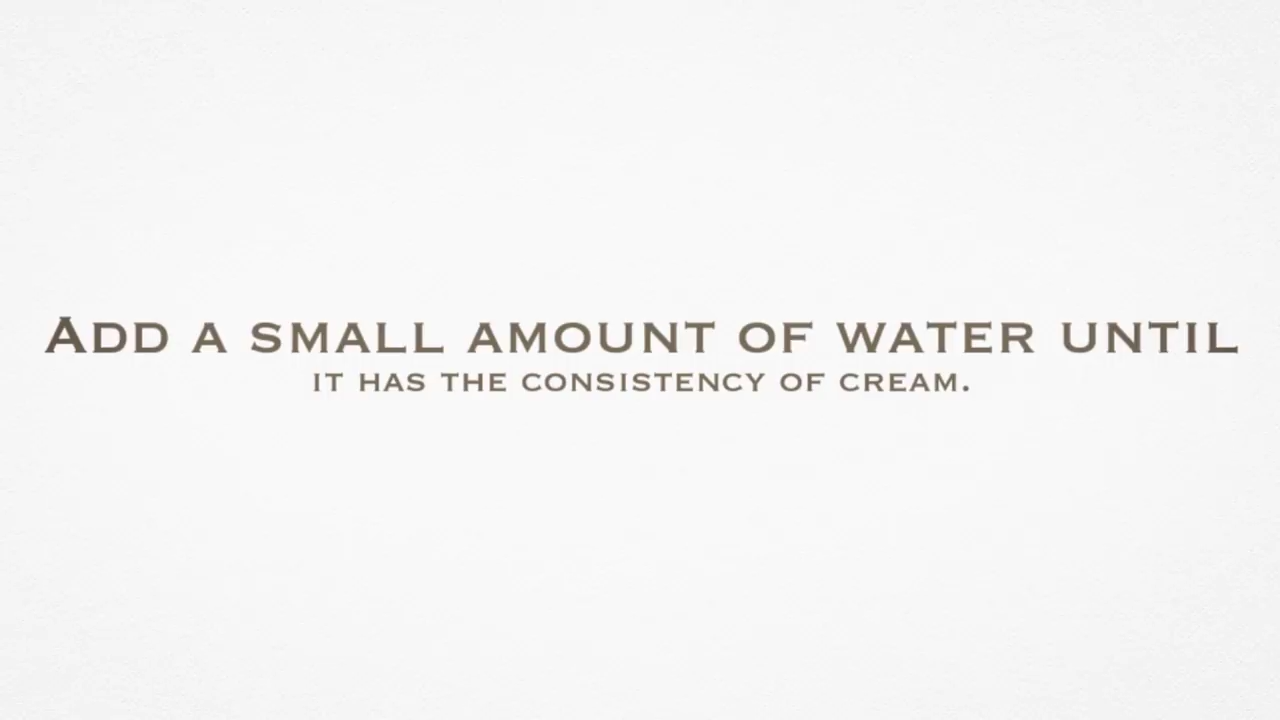 Add a small amount of water until
it has the consistency of cream.